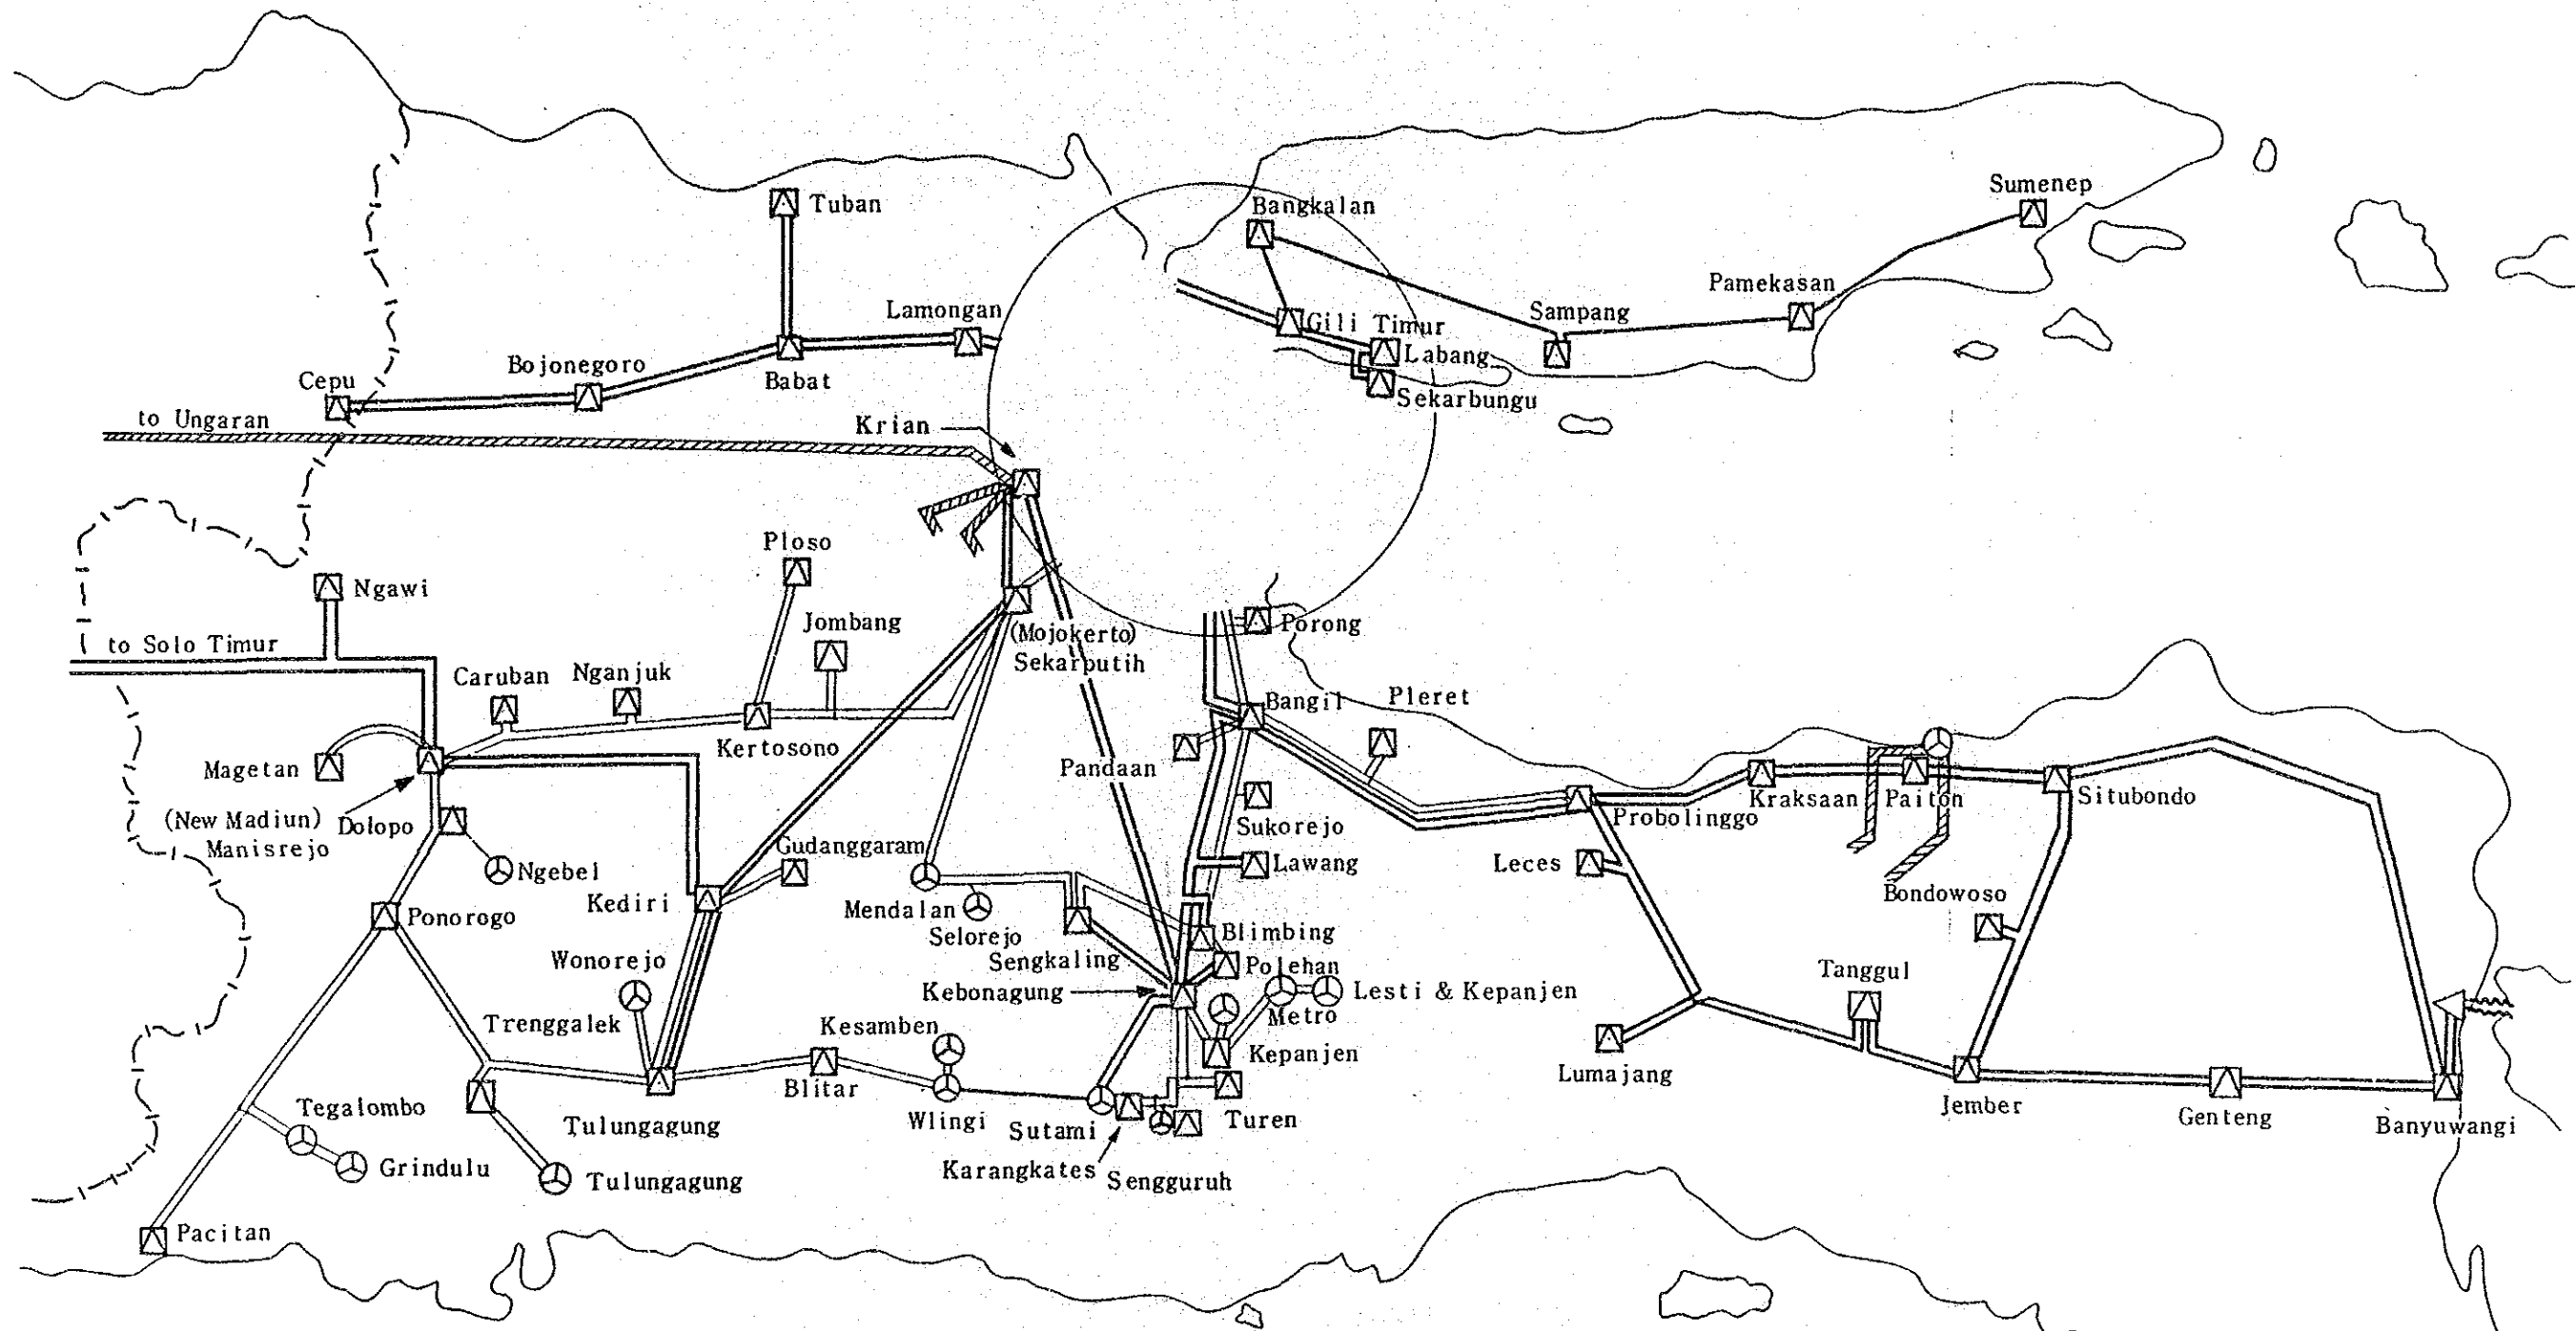 Sumenep
Tuban
Bangkalan
Pamekasan
Lamongan
Sampang
Gili Timur
Bojonegoro
Labang
Cepu
Babat
Sekarbungu
to Ungaran
Krian
Ploso
Ngawi
Jombang
(Mojokerto)
Sekarputih
Porong
to Solo Timur
Caruban
Nganjuk
Bangil
Pleret
Kertosono
Magetan
Pandaan
Kraksaan
Paiton
Situbondo
(New Madiun)
Manisrejo
Dolopo
Sukorejo
Probolinggo
Gudanggaram
Lawang
Leces
Ngebel
Kediri
Mendalan
Bondowoso
Ponorogo
Selorejo
Blimbing
Sengkaling
Wonorejo
Polehan
Tanggul
Kebonagung
Lesti & Kepanjen
Metro
Trenggalek
Kesamben
Kepanjen
Lumajang
Blitar
Tegalombo
Wlingi
Jember
Genteng
Banyuwangi
Tulungagung
Sutami
Turen
Karangkates
Sengguruh
Grindulu
Tulungagung
Pacitan